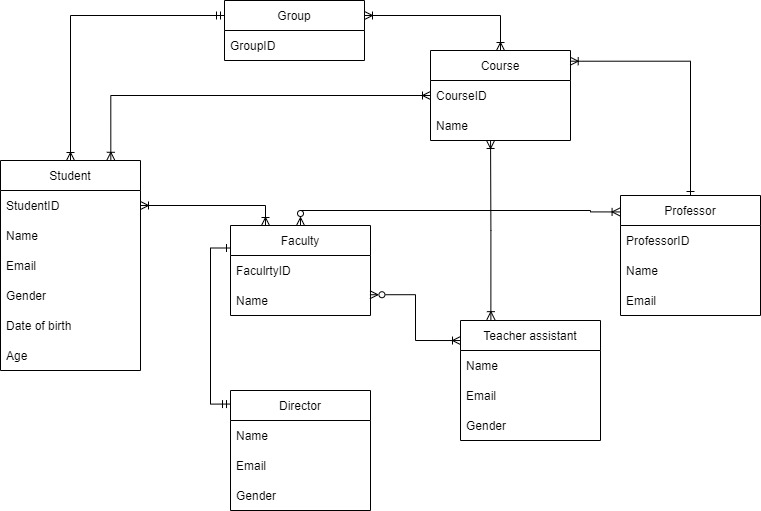 Group
GroupID
Course
CourseID
Name
Student
StudentID
Name
Email
Gender
Date of birth
Age
Faculty
FaculrtyID
Name
Professor
ProfessorID
Name
Email
Teacher assistant
Name
Email
Gender
Director
Name
Email
Gender